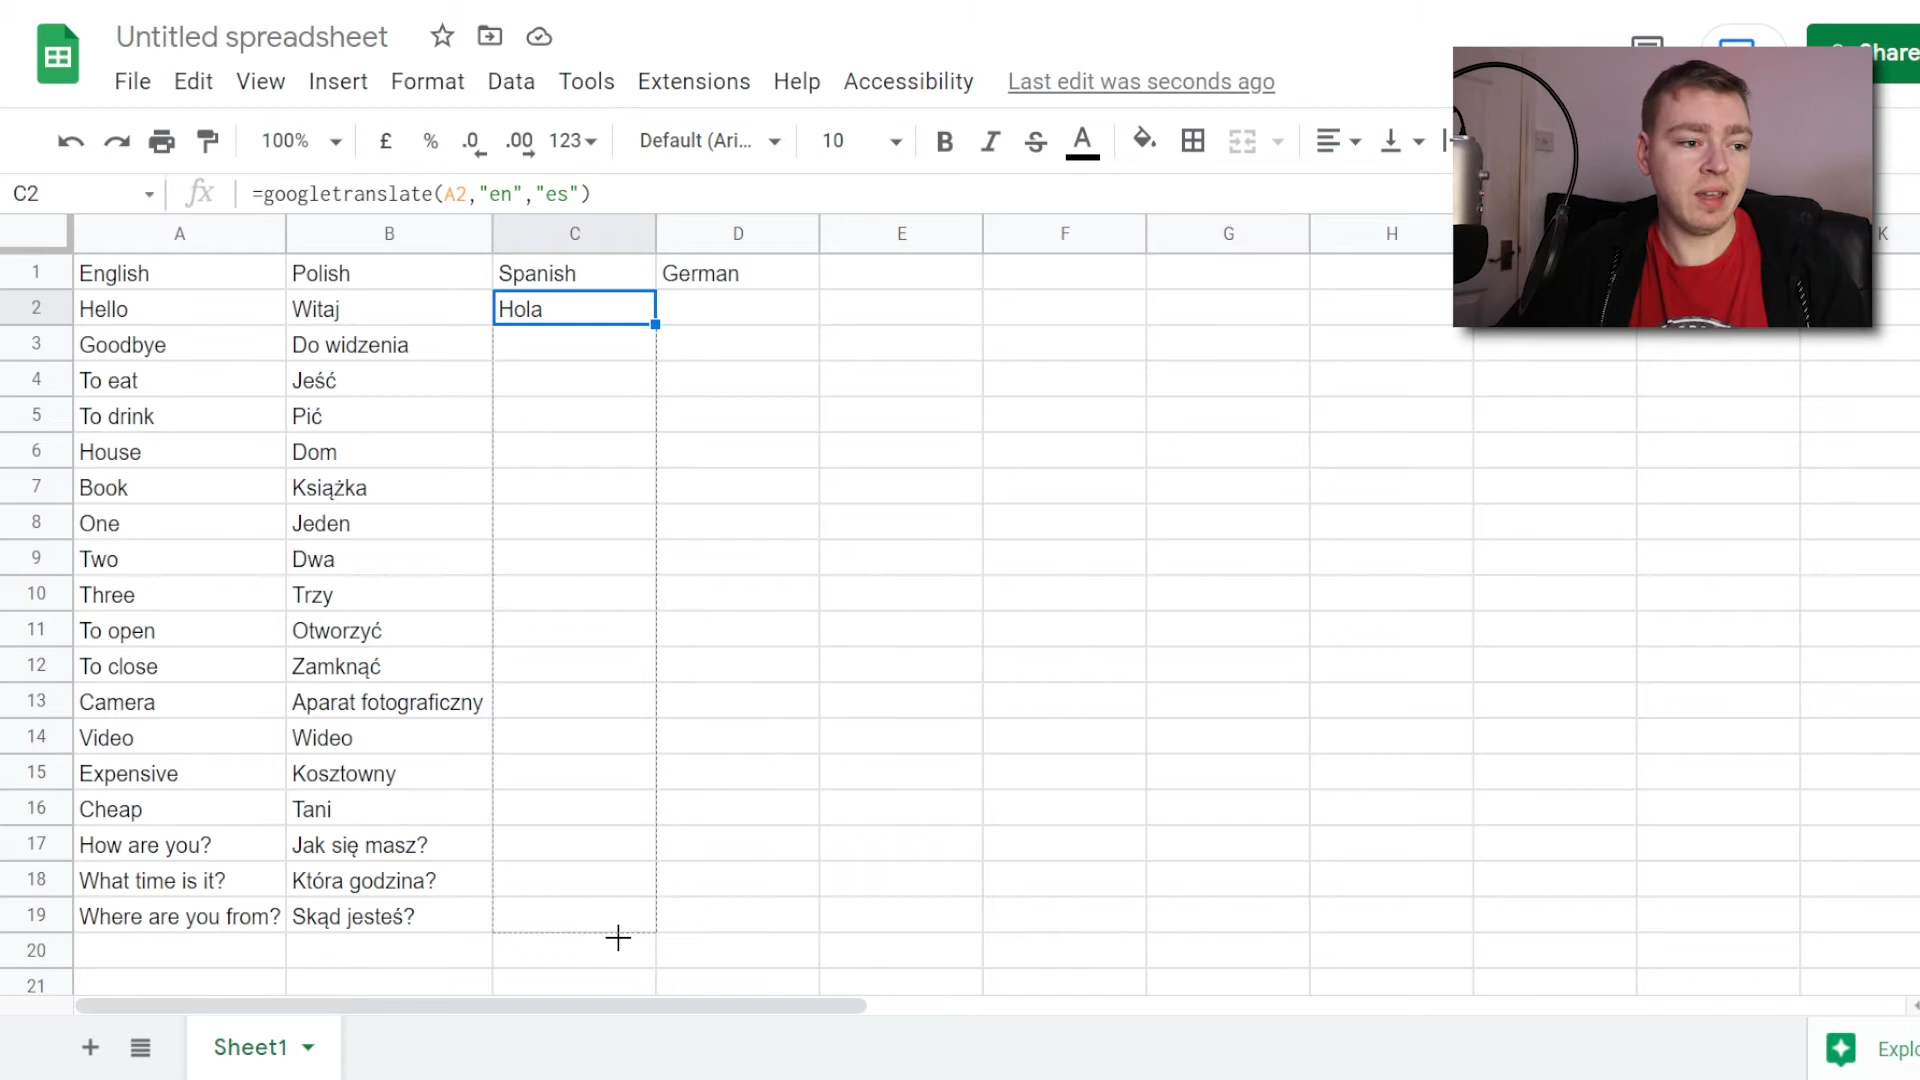 Untitled spreadsheet
Share
File Edit View Insert Format Data Tools Extensions Help Accessibility Last edit was seconds ago
100% £ % .0 .00 123 Default (Ari... 10 B I S A
C2 fx =googletranslate(A2,"en","es")
A B C D E F G H K
1 English Polish Spanish German
2 Hello Witaj Hola
3 Goodbye Do widzenia
4 To eat Jeść
5 To drink Pić
6 House Dom
7 Book Książka
8 One Jeden
9 Two Dwa
10 Three Trzy
11 To open Otworzyć
12 To close Zamknąć
13 Camera Aparat fotograficzny
14 Video Wideo
15 Expensive Kosztowny
16 Cheap Tani
17 How are you? Jak się masz?
18 What time is it? Która godzina?
19 Where are you from? Skąd jesteś?
20
21
Sheet1 Explo